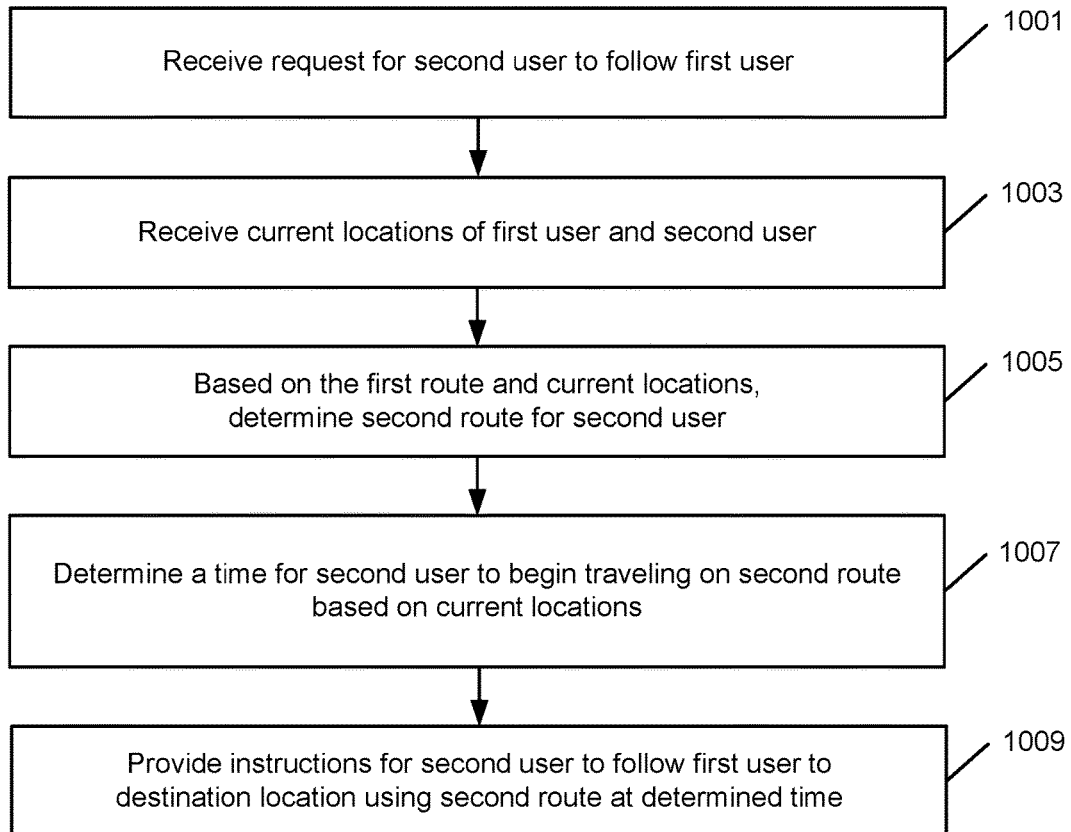 Receive request for second user to follow first user
1001
Receive current locations of first user and second user
1003
Based on the first route and current locations,
determine second route for second user
1005
Determine a time for second user to begin traveling on second route
based on current locations
1007
Provide instructions for second user to follow first user to
destination location using second route at determined time
1009